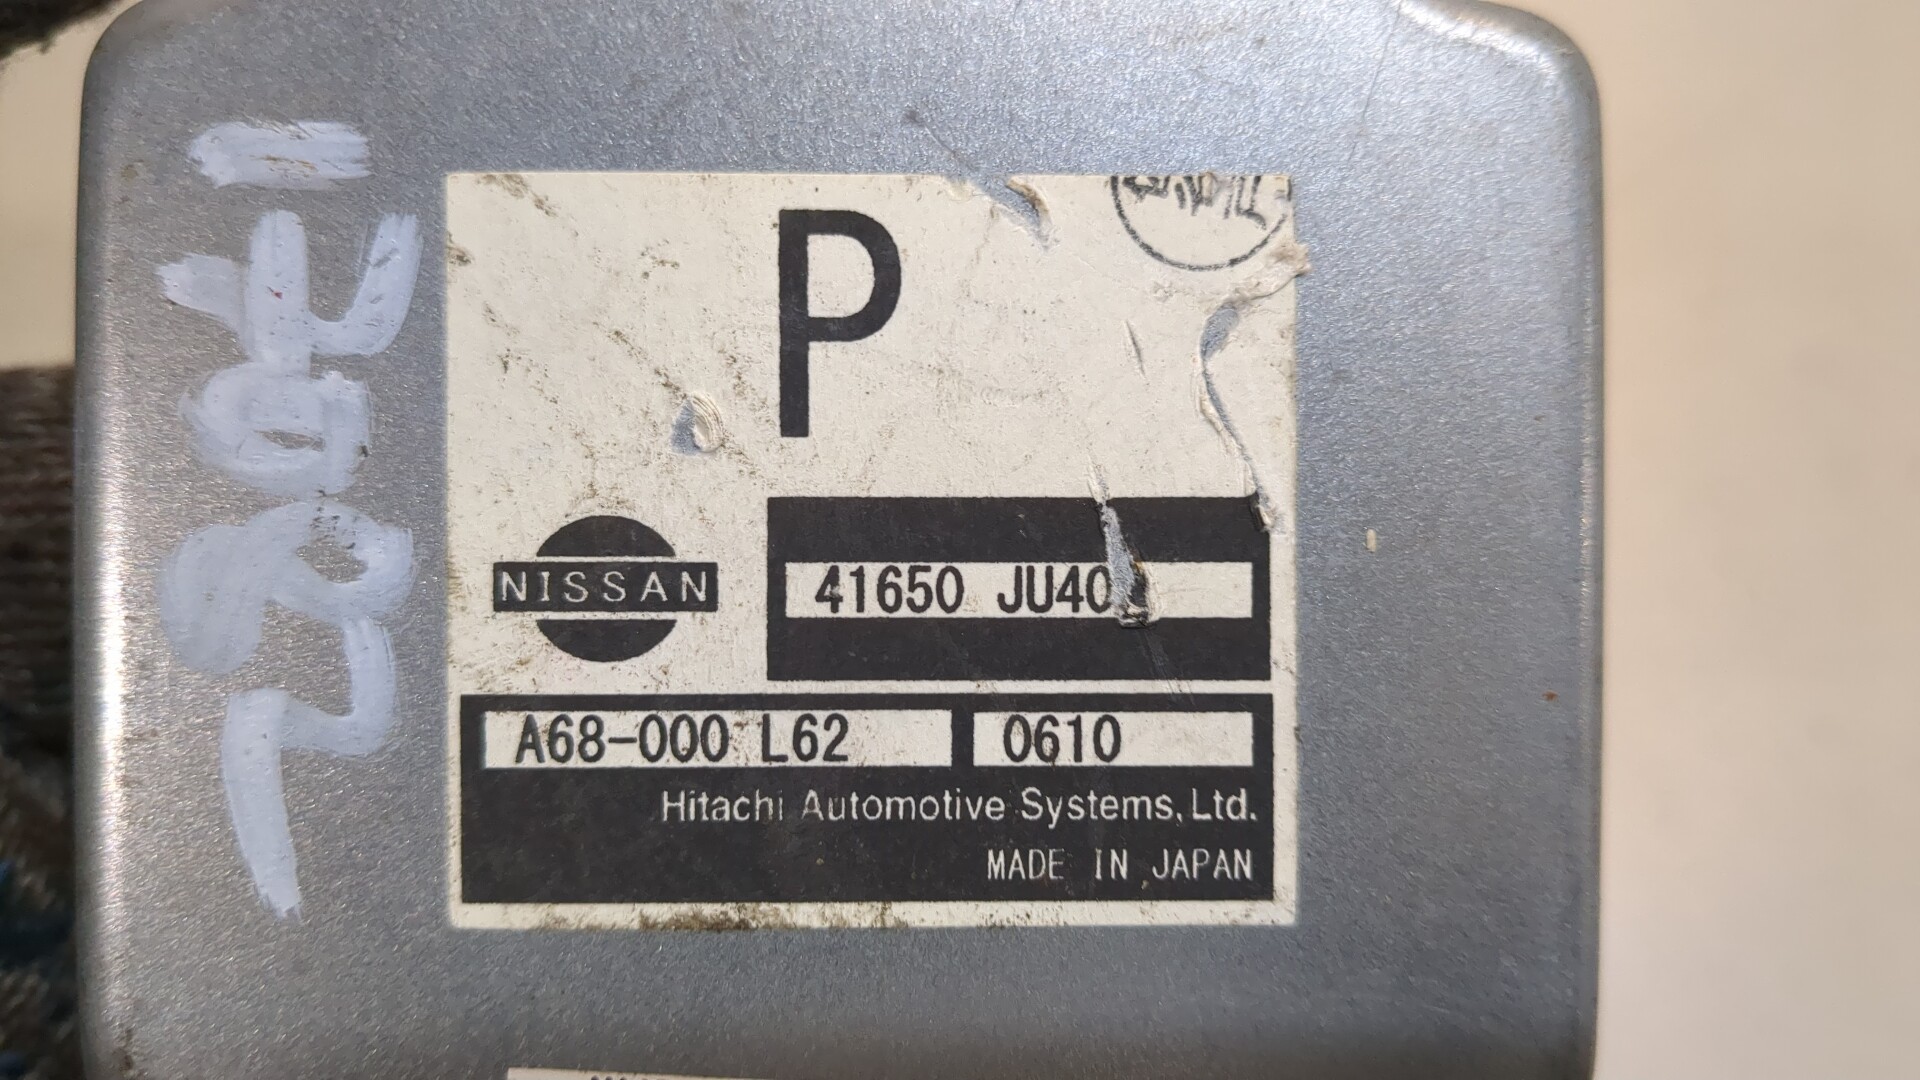 P
NISSAN
41650 JU40
A68-000 L62
0610
Hitachi Automotive Systems, Ltd.
MADE IN JAPAN